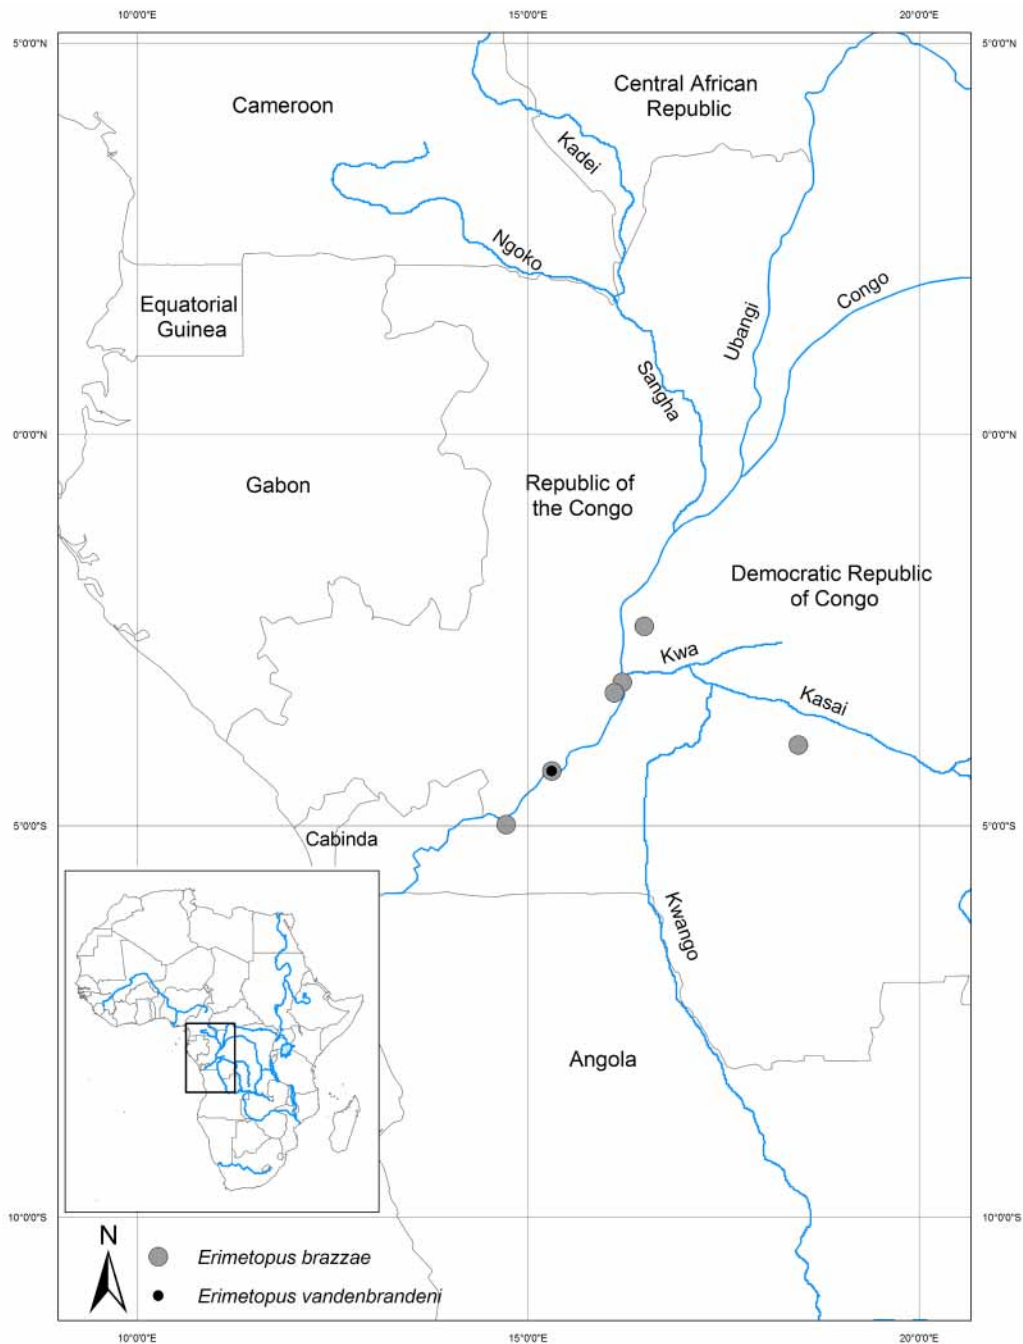 10°0'0"E
15°0'0"E
20°0'0"E
5°0'0"N
5°0'0"N
Cameroon
Central African
Republic
Kadei
Ngoko
Equatorial
Guinea
Ubangi
Congo
Sangha
0°0'0"N
0°0'0"N
Gabon
Republic of
the Congo
Democratic Republic
of Congo
Kwa
Kasai
5°0'0"S
5°0'0"S
Cabinda
Kwango
Angola
10°0'0"S
10°0'0"S
N
Erimetopus brazzae
Erimetopus vandenbrandeni
10°0'0"E
15°0'0"E
20°0'0"E